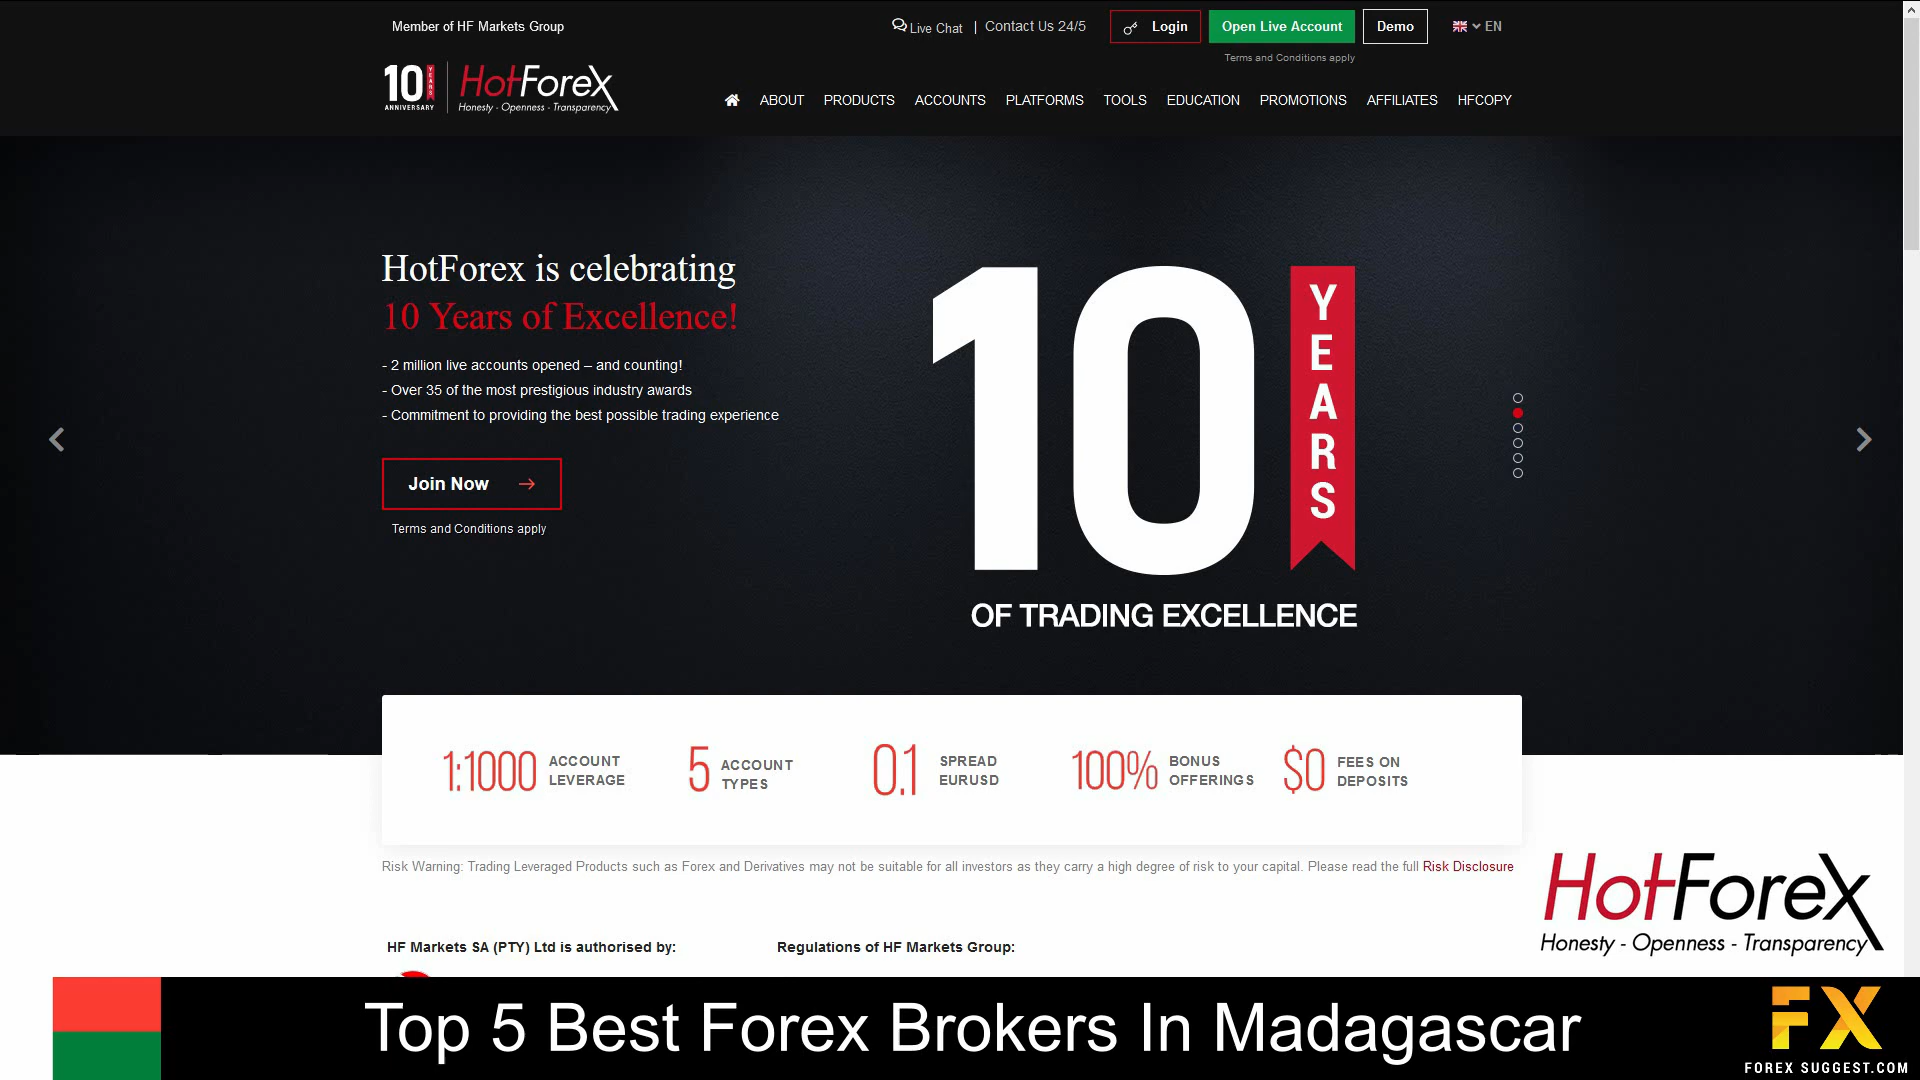 Member of HF Markets Group
Live Chat | Contact Us 24/5
Login
Open Live Account
Demo
EN
Terms and Conditions apply
10 YEARS ANNIVERSARY
HotForex
Honesty - Openness - Transparency
ABOUT PRODUCTS ACCOUNTS PLATFORMS TOOLS EDUCATION PROMOTIONS AFFILIATES HFCOPY
HotForex is celebrating
10 Years of Excellence!
- 2 million live accounts opened – and counting!
- Over 35 of the most prestigious industry awards
- Commitment to providing the best possible trading experience
Join Now
Terms and Conditions apply
10 YEARS
OF TRADING EXCELLENCE
1:1000 ACCOUNT LEVERAGE
5 ACCOUNT TYPES
0.1 SPREAD EURUSD
100% BONUS OFFERINGS
$0 FEES ON DEPOSITS
Risk Warning: Trading Leveraged Products such as Forex and Derivatives may not be suitable for all investors as they carry a high degree of risk to your capital. Please read the full Risk Disclosure
HF Markets SA (PTY) Ltd is authorised by:
Regulations of HF Markets Group:
HotForex
Honesty - Openness - Transparency
Top 5 Best Forex Brokers In Madagascar
FX
FOREX SUGGEST.COM